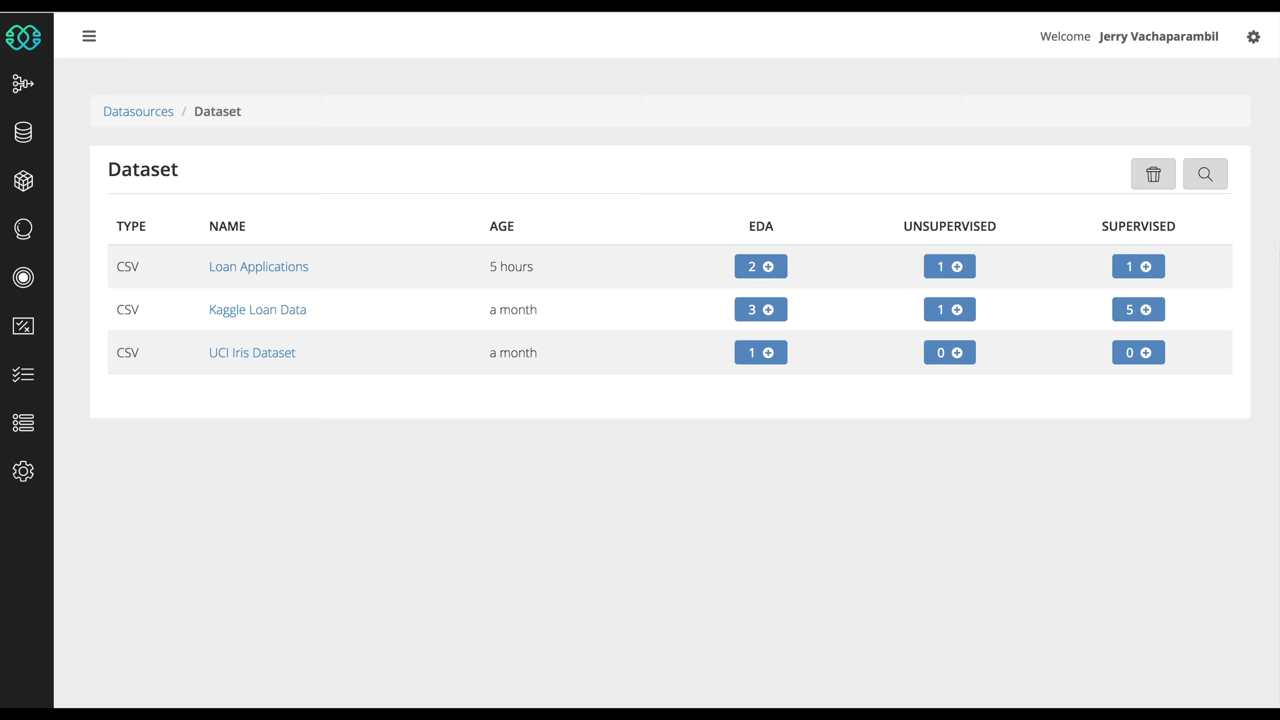 Welcome Jerry Vachaparambil
Datasources / Dataset
Dataset
TYPE NAME AGE EDA UNSUPERVISED SUPERVISED
CSV Loan Applications 5 hours 2 1 1
CSV Kaggle Loan Data a month 3 1 5
CSV UCI Iris Dataset a month 1 0 0